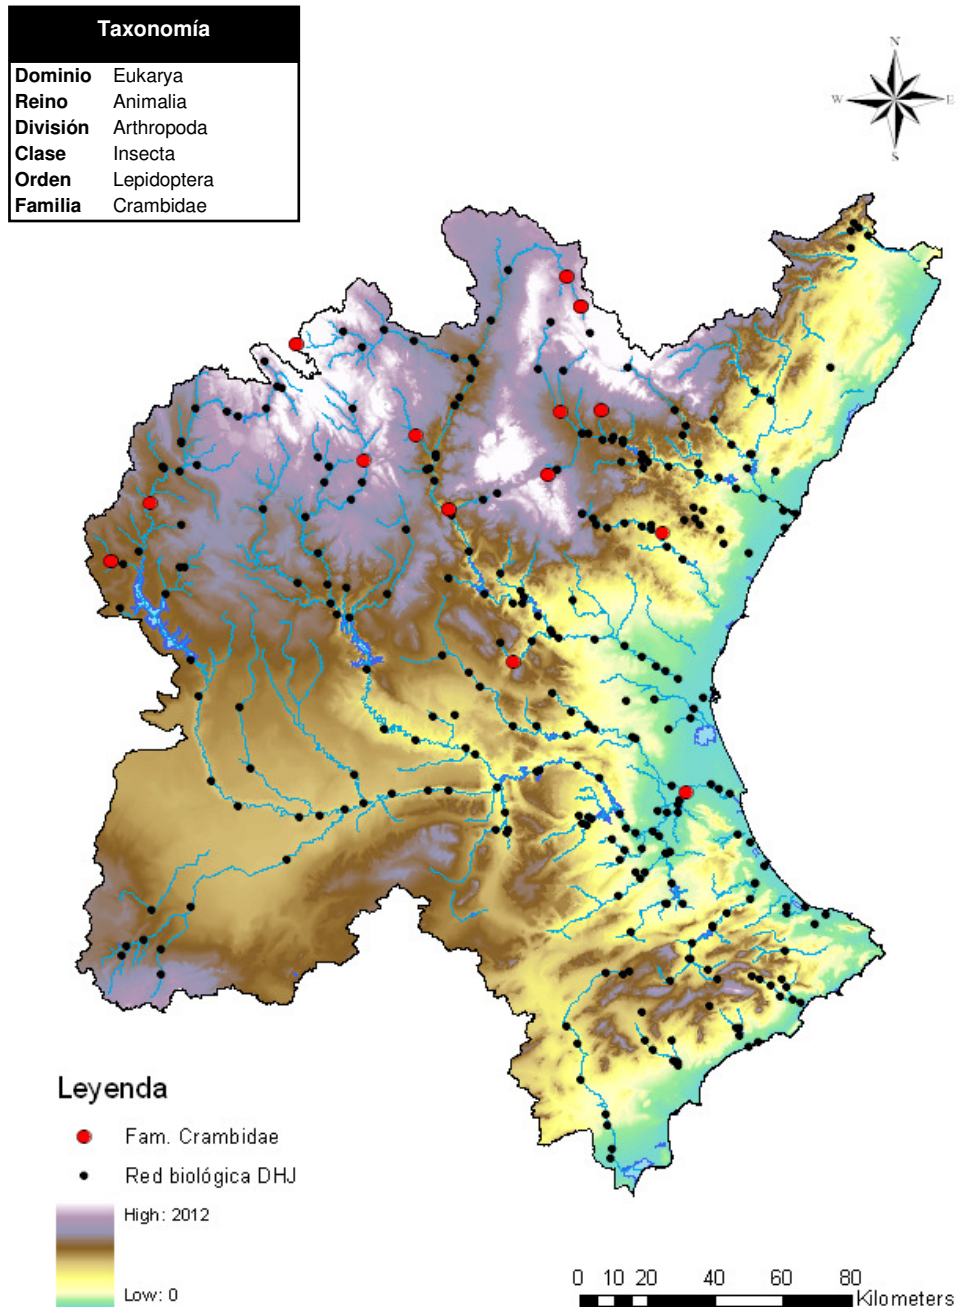 Taxonomía
Dominio Eukarya
Reino Animalia
División Arthropoda
Clase Insecta
Orden Lepidoptera
Familia Crambidae
N
W E
S
Leyenda
Fam. Crambidae
Red biológica DHJ
High: 2012
Low: 0
0 10 20 40 60 80
Kilometers